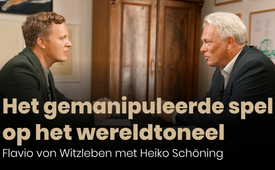 Het gemanipuleerde spel
op het wereldtoneel
Flavio von Witzleben met Heiko Schöning